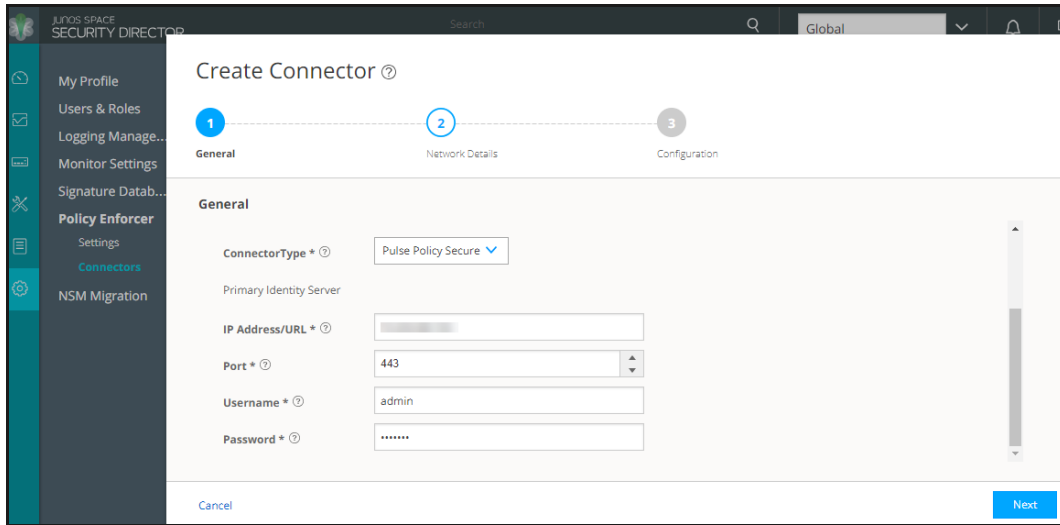 JUNOS SPACE
SECURITY DIRECTOR
Search
Global
My Profile
Users & Roles
Logging Manage...
Monitor Settings
Signature Datab...
Policy Enforcer
Settings
Connectors
NSM Migration
Create Connector
1
2
3
General
Network Details
Configuration
General
ConnectorType *
Pulse Policy Secure
Primary Identity Server
IP Address/URL *
Port *
443
Username *
admin
Password *
•••••••
Cancel
Next